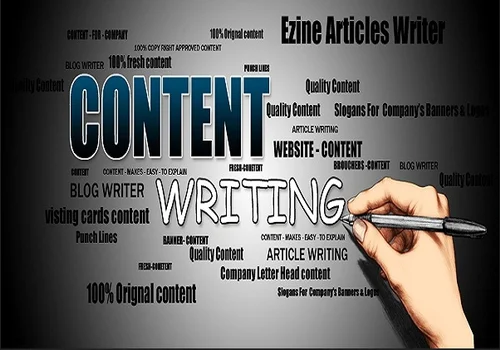 CONTENT - FOR - COMPANY
100% Orignal content
Ezine Articles Writer
100% COPY RIGHT APPROVED CONTENT
BLOG WRITER
100% fresh content
PUNCH LINES
Quality Content
Quality Content
CONTENT
Quality Content
Slogans For Company's Banners & Logos
ARTICLE WRITING
WEBSITE - CONTENT
FRESH-CONETENT
BROUCHERS -CONTENT
BLOG WRITER
CONTENT
CONTENT - MAKES - EASY - TO EXPLAIN
Quality
BLOG WRITER
WRITING
visting cards content
Punch Lines
BANNER- CONTENT
CONTENT - MAKES - EASY - TO EXPLAIN
Quality Content
ARTICLE WRITING
FRESH-CONETENT
Company Letter Head content
100% Orignal content
Slogans For Company's Banners & Logos